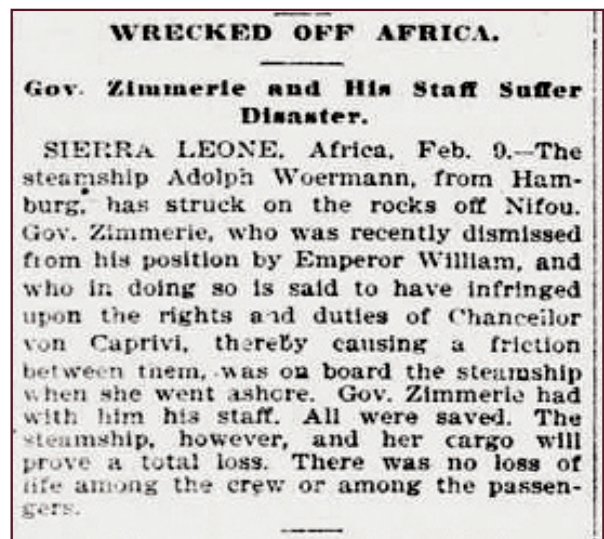 WRECKED OFF AFRICA.
Gov. Zimmerie and His Staff Suffer
Disaster.
SIERRA LEONE, Africa, Feb. 9.—The
steamship Adolph Woermann, from Ham-
burg, has struck on the rocks off Nifou.
Gov. Zimmerie, who was recently dismissed
from his position by Emperor William, and
who in doing so is said to have infringed
upon the rights and duties of Chancellor
von Caprivi, thereby causing a friction
between them, was on board the steamship
when she went ashore. Gov. Zimmerie had
with him his staff. All were saved. The
steamship, however, and her cargo will
prove a total loss. There was no loss of
life among the crew or among the passen-
gers.